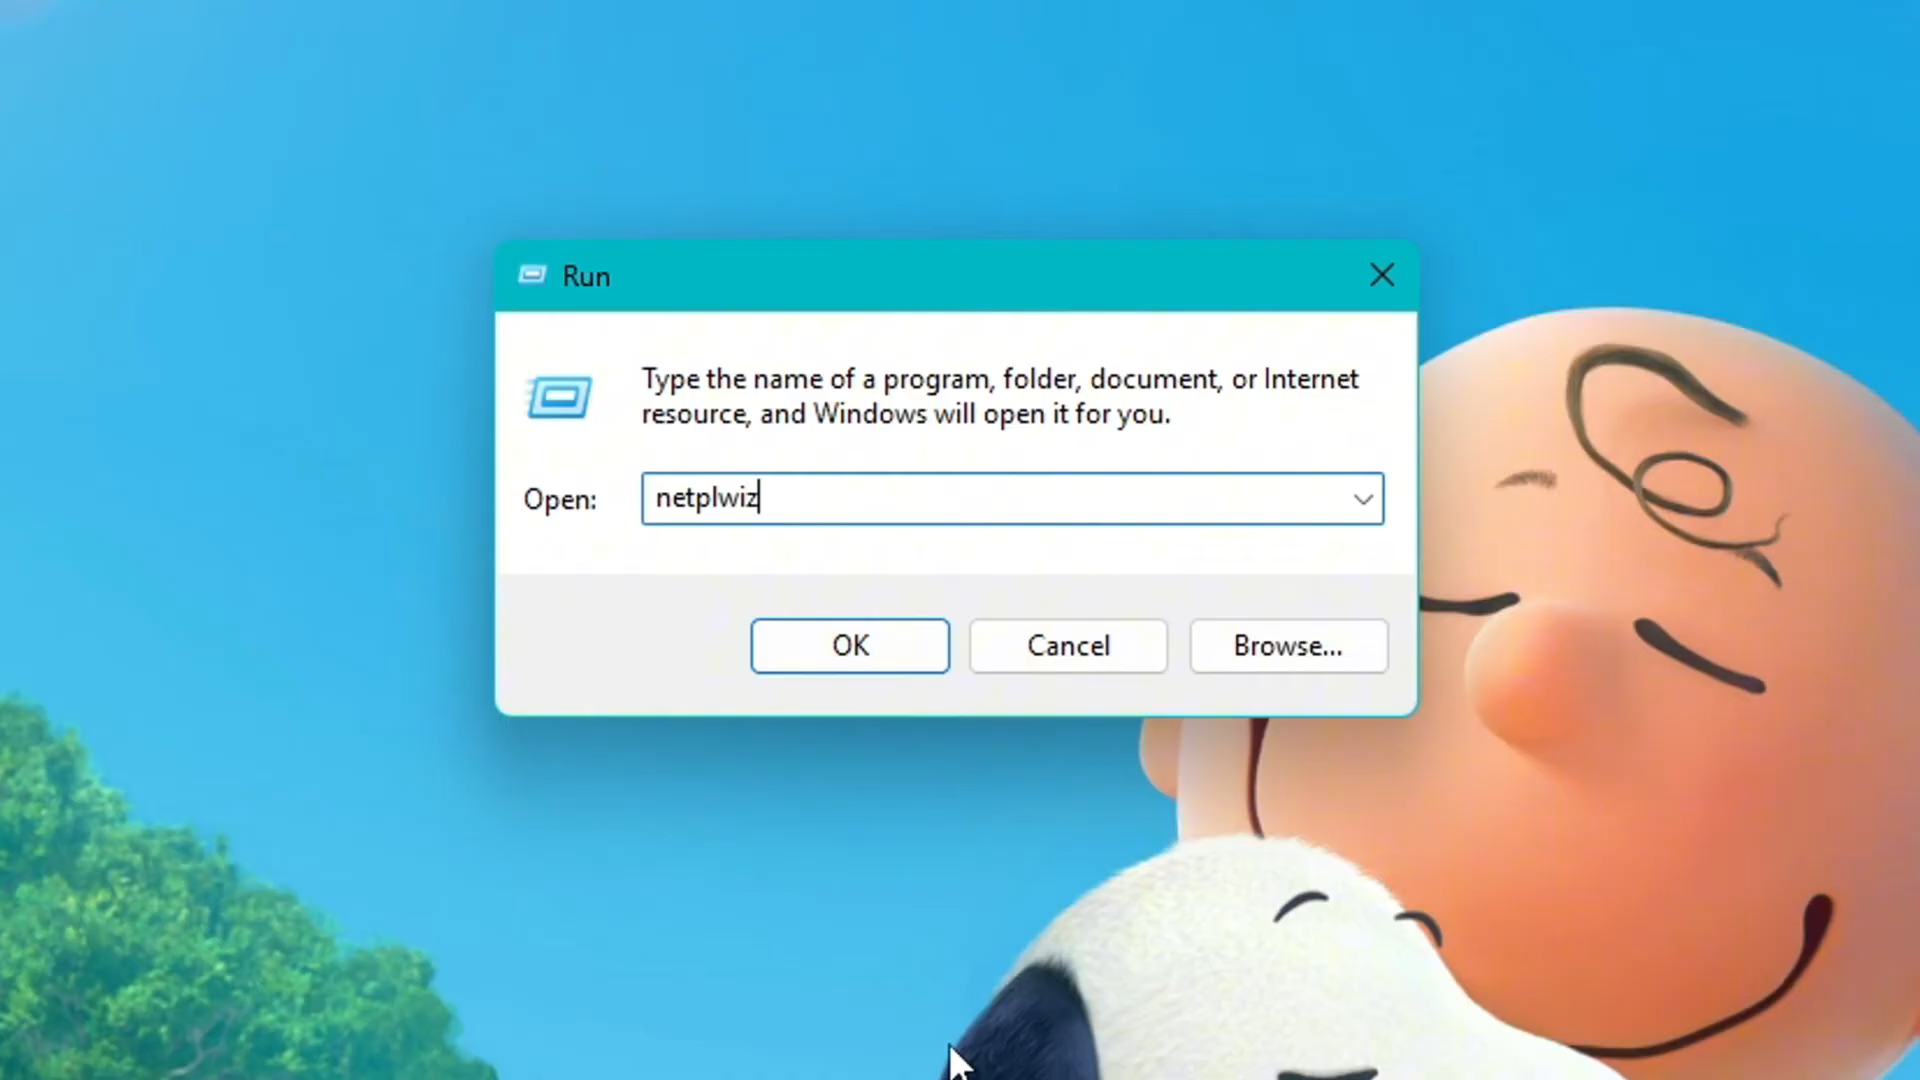 Run
Type the name of a program, folder, document, or Internet
resource, and Windows will open it for you.
Open: netplwiz
OK Cancel Browse...